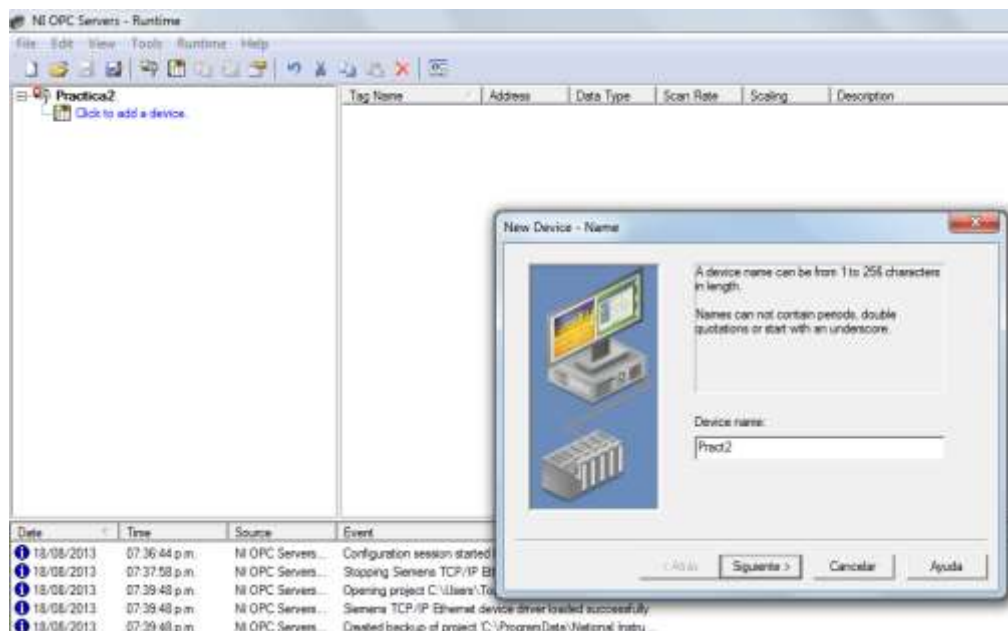 NI OPC Servers - Runtime
File Edit View Tools Runtime Help
Practica2
Click to add a device.
Tag Name Address Data Type Scan Rate Scaling Description
New Device - Name
A device name can be from 1 to 256 characters
in length.
Names can not contain periods, double
quotations or start with an underscore.
Device name:
Pract2
< Atrás Siguiente > Cancelar Ayuda
Date Time Source Event
18/08/2013 07:36:44 p.m. NI OPC Servers... Configuration session started
18/08/2013 07:37:58 p.m. NI OPC Servers... Stopping Siemens TCP/IP
18/08/2013 07:39:48 p.m. NI OPC Servers... Opening project C:\Users\
18/08/2013 07:39:48 p.m. NI OPC Servers... Siemens TCP/IP Ethernet device driver loaded successfully
18/08/2013 07:39:48 p.m. NI OPC Servers... Created backup of project 'C:\ProgramData\National Instru...